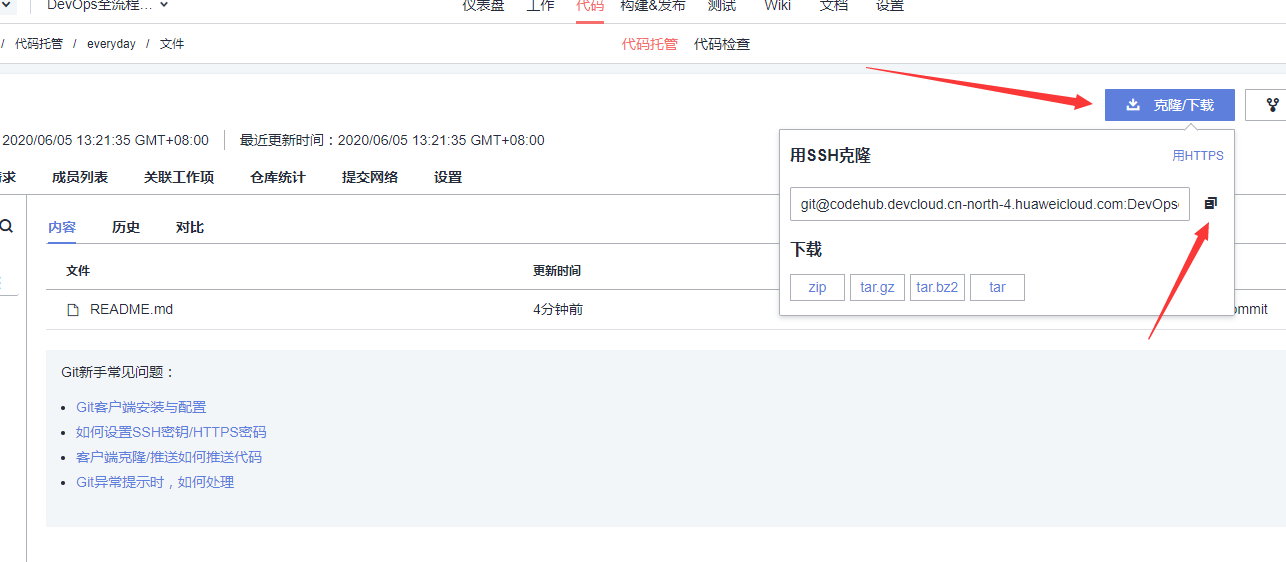 DevOps全流程… 仪表盘 工作 代码 构建&发布 测试 Wiki 文档 设置
/ 代码托管 / everyday / 文件 代码托管 代码检查
克隆/下载
2020/06/05 13:21:35 GMT+08:00 最近更新时间：2020/06/05 13:21:35 GMT+08:00
用SSH克隆 用HTTPS
求 成员列表 关联工作项 仓库统计 提交网络 设置
git@codehub.devcloud.cn-north-4.huaweicloud.com:DevOps
内容 历史 对比
下载
文件 更新时间
zip tar.gz tar.bz2 tar
README.md 4分钟前 ommit
Git新手常见问题：
Git客户端安装与配置
如何设置SSH密钥/HTTPS密码
客户端克隆/推送如何推送代码
Git异常提示时，如何处理